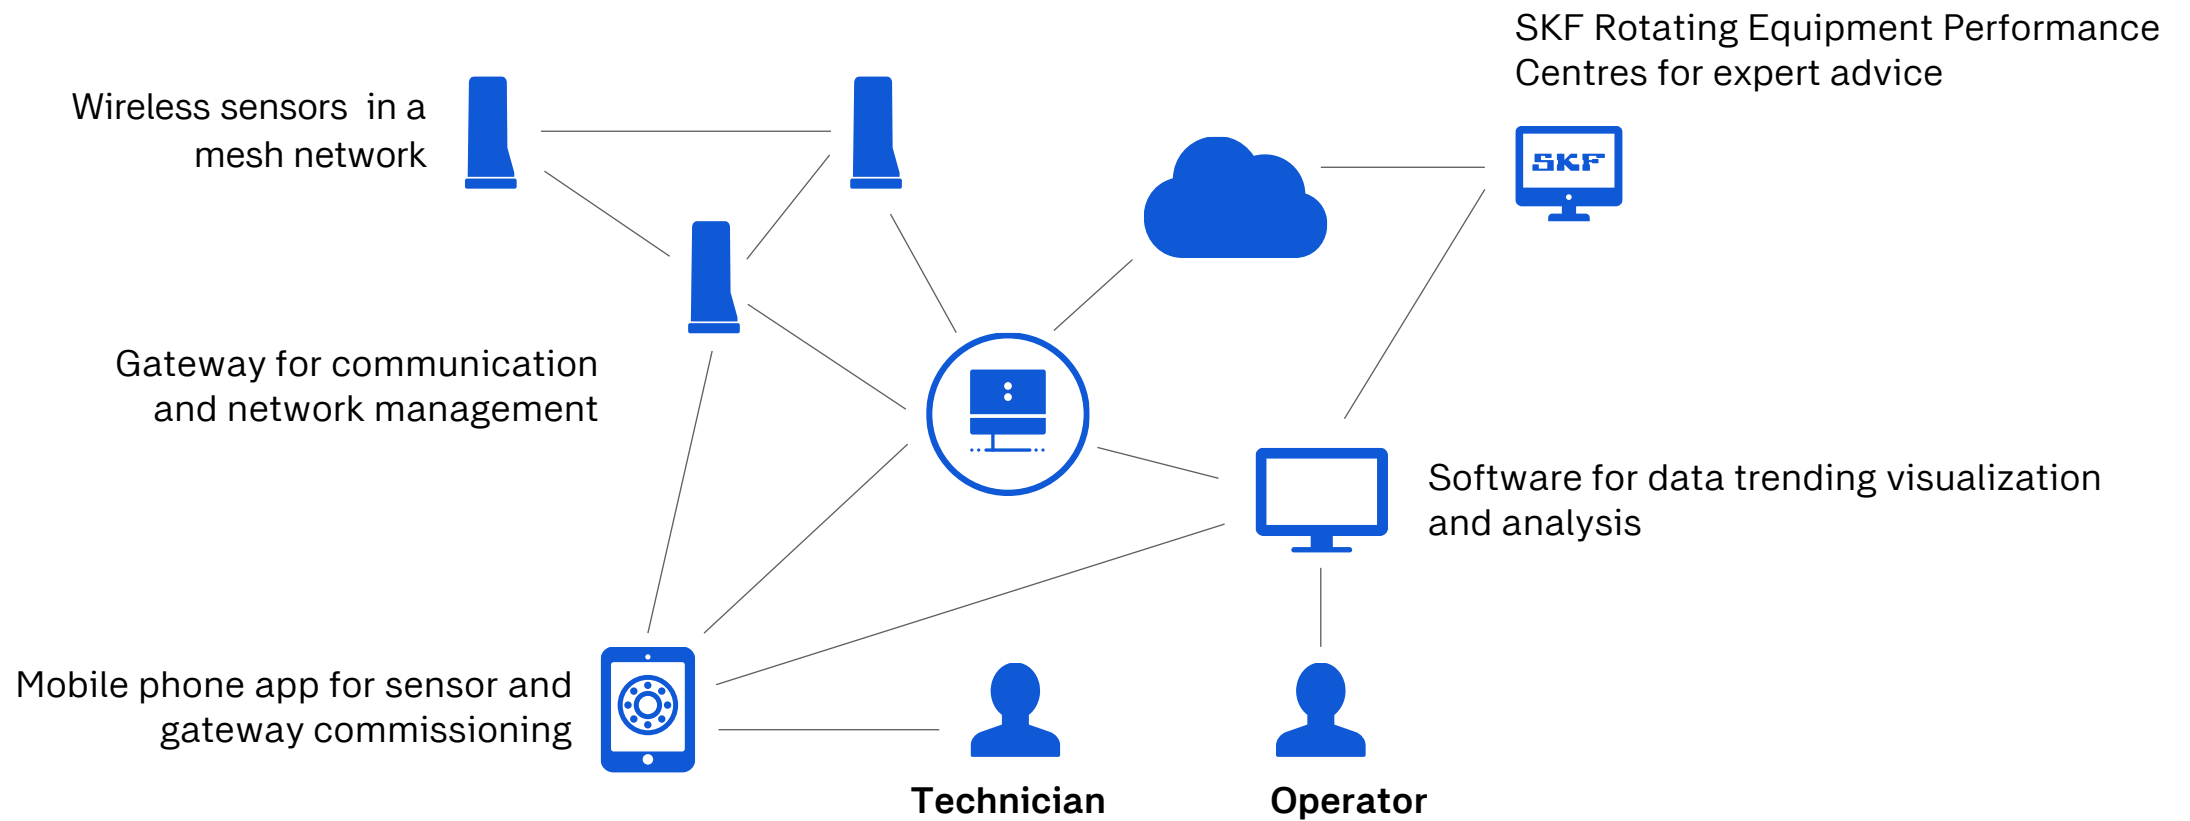 SKF Rotating Equipment Performance
Centres for expert advice
Wireless sensors  in a
mesh network
SKF
Gateway for communication
and network management
Software for data trending visualization
and analysis
Mobile phone app for sensor and
gateway commissioning
Technician
Operator